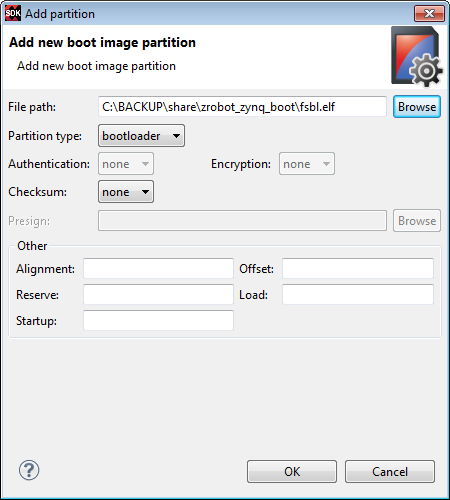 SDK Add partition
Add new boot image partition
Add new boot image partition
File path: C:\BACKUP\share\zrobot_zynq_boot\fsbl.elf Browse
Partition type: bootloader
Authentication: none Encryption: none
Checksum: none
Presign: Browse
Other
Alignment: Offset:
Reserve: Load:
Startup:
? OK Cancel